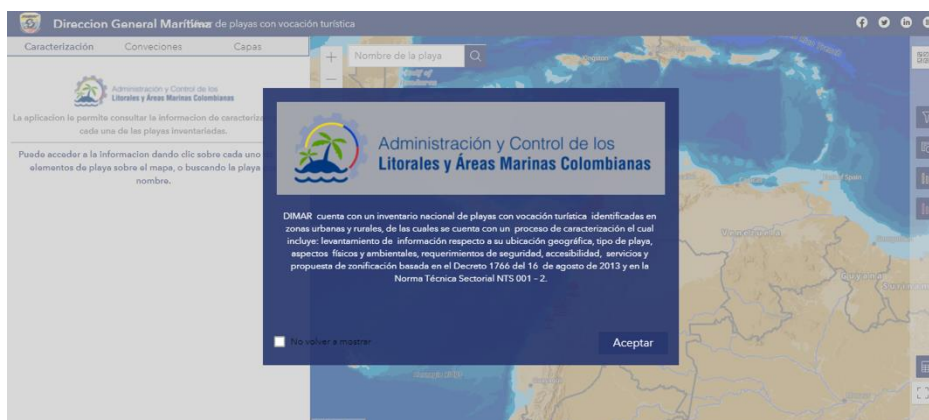 Direccion General Marítima
de playas con vocación turística
Caracterización Conveciones Capas
Nombre de la playa
Administración y Control de los
Litorales y Áreas Marinas Colombianas
La aplicacion le permite consultar la informacion de
cada una de las playas inventariadas.
Puede acceder a la informacion dando clic sobre cada uno
elementos de playa sobre el mapa, o buscando la playa
nombre.
Administración y Control de los
Litorales y Áreas Marinas Colombianas
DIMAR cuenta con un inventario nacional de playas con vocación turística identificadas en
zonas urbanas y rurales, de las cuales se cuenta con un proceso de caracterización el cual
incluye: levantamiento de información respecto a su ubicación geográfica, tipo de playa,
aspectos físicos y ambientales, requerimientos de seguridad, accesibilidad, servicios y
propuesta de zonificación basada en el Decreto 1766 del 16 de agosto de 2013 y en la
Norma Técnica Sectorial NTS 001 - 2.
No volver a mostrar
Aceptar
Venezuela
Guyana